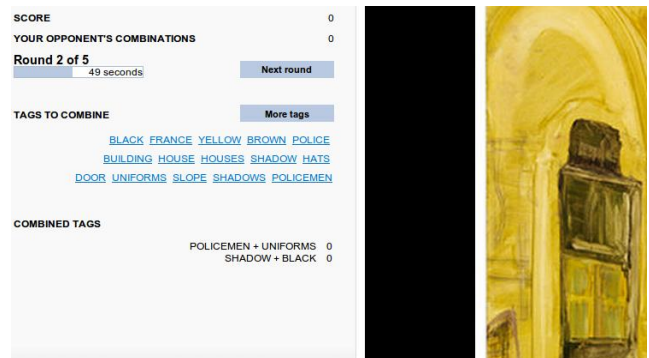 SCORE 0
YOUR OPPONENT'S COMBINATIONS 0
Round 2 of 5
49 seconds Next round
TAGS TO COMBINE More tags
BLACK FRANCE YELLOW BROWN POLICE
BUILDING HOUSE HOUSES SHADOW HATS
DOOR UNIFORMS SLOPE SHADOWS POLICEMEN
COMBINED TAGS
POLICEMEN + UNIFORMS 0
SHADOW + BLACK 0